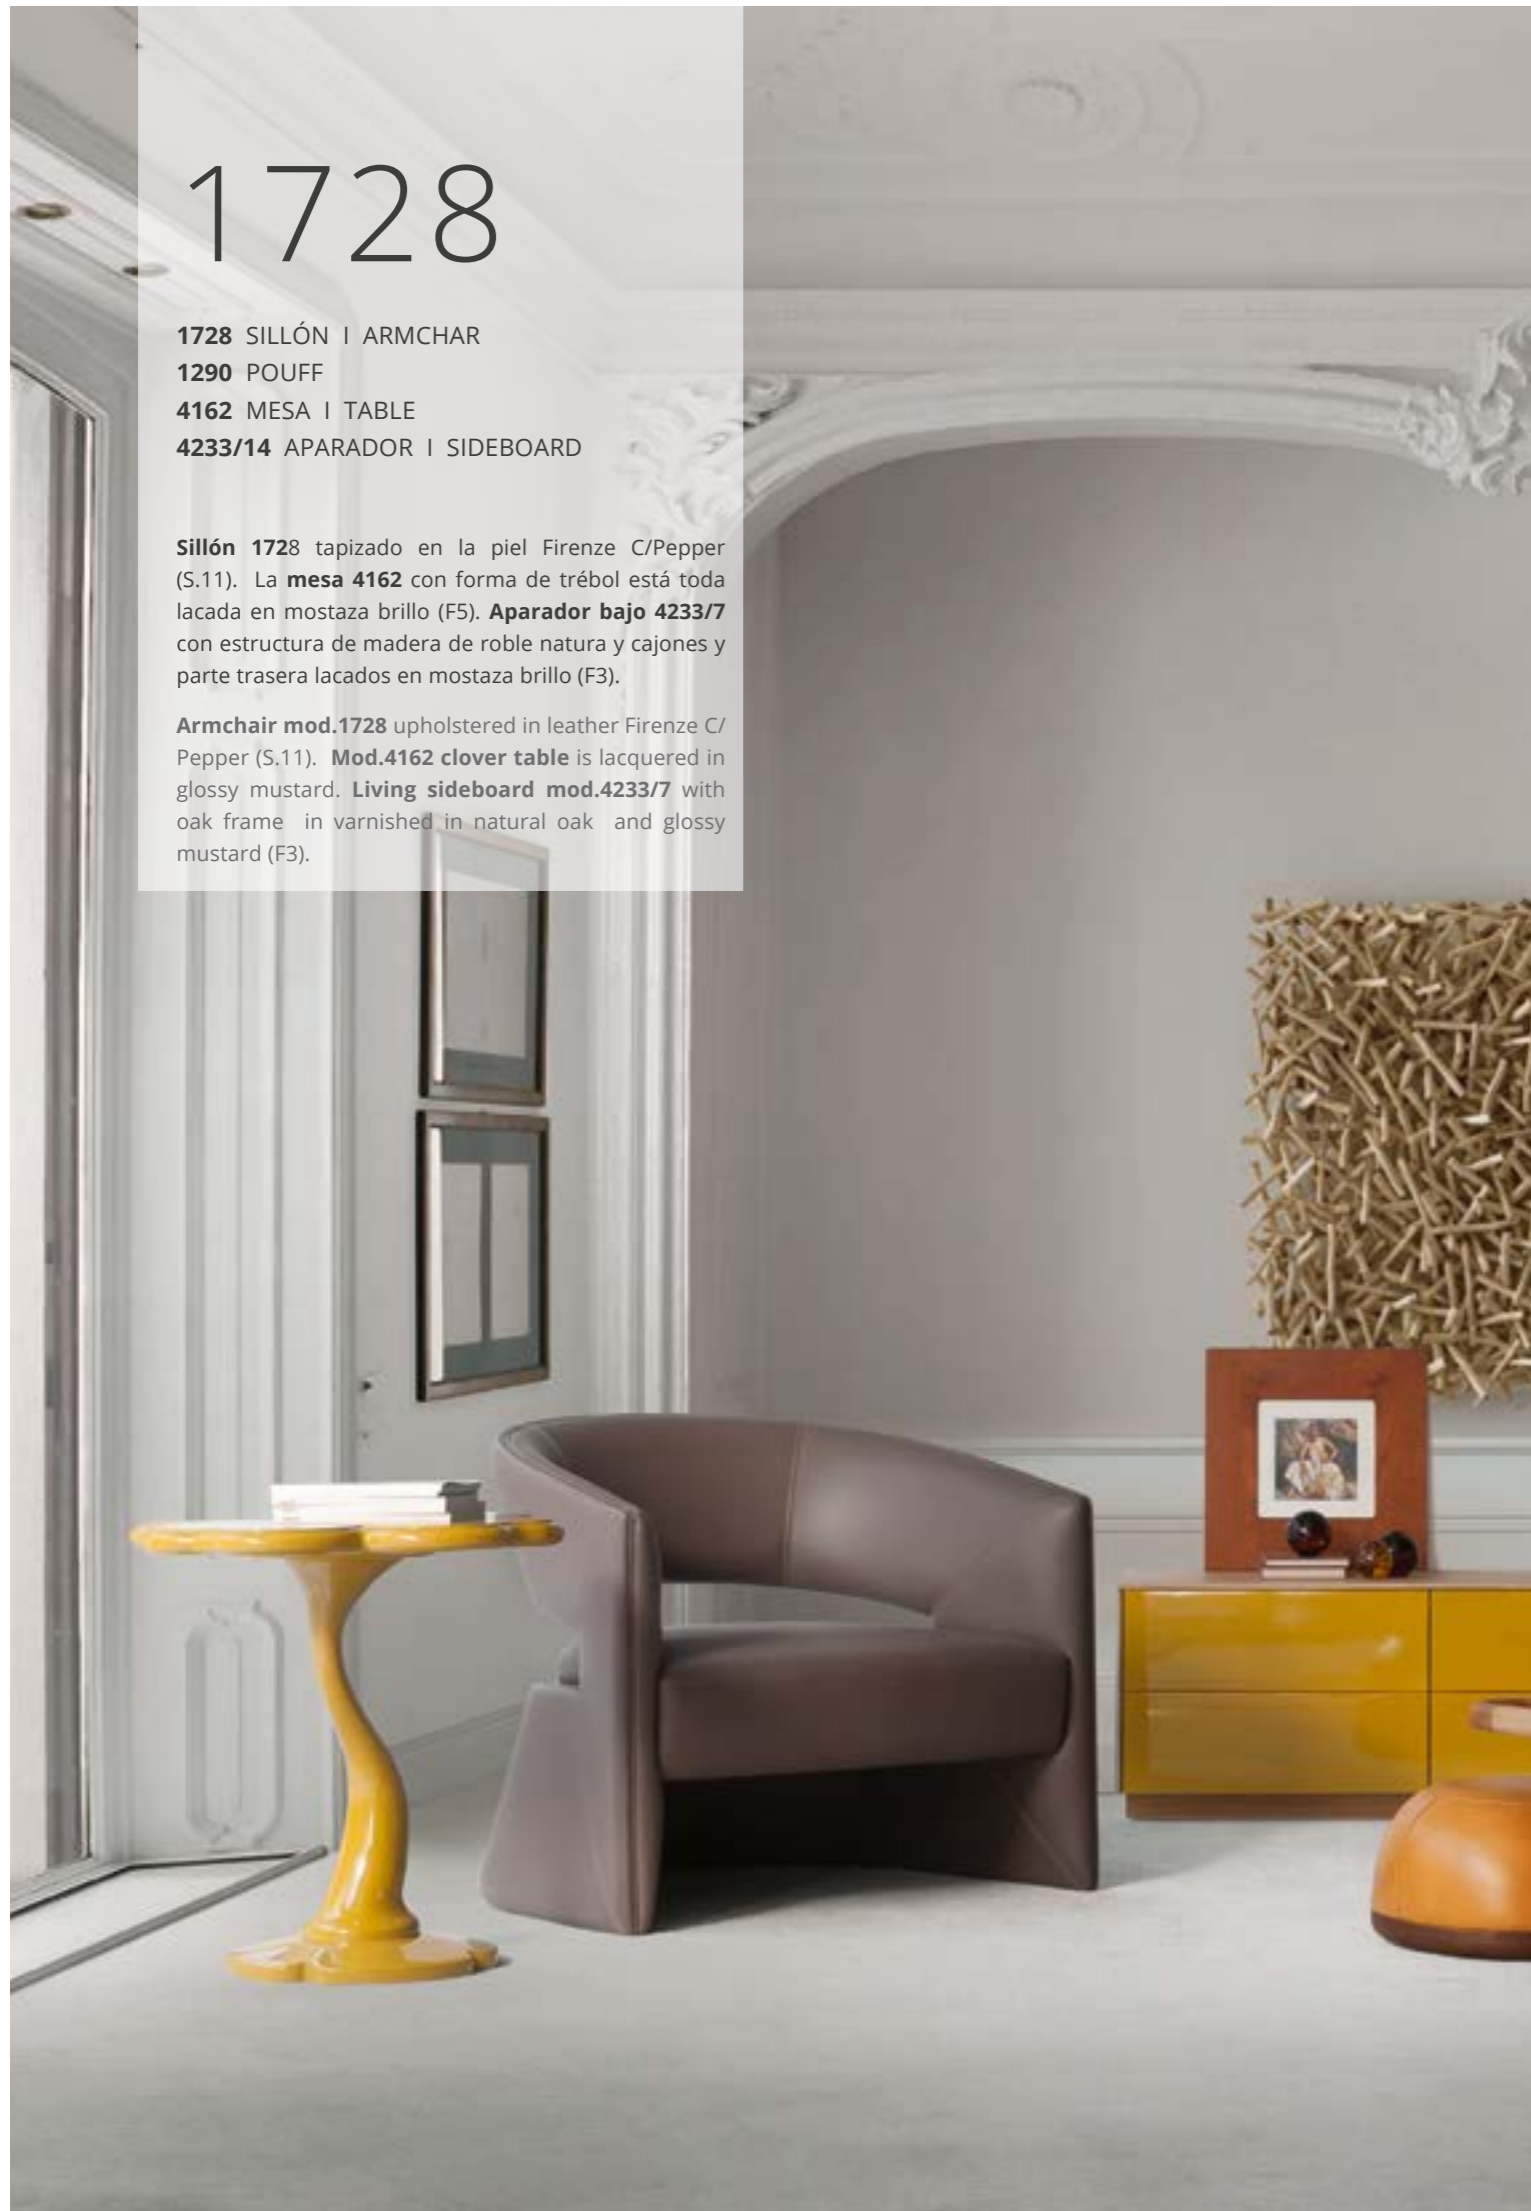 1728
1728 SILLÓN I ARMCHAR
1290 POUFF
4162 MESA I TABLE
4233/14 APARADOR I SIDEBOARD
Sillón 1728 tapizado en la piel Firenze C/Pepper
(S.11). La mesa 4162 con forma de trébol está toda
lacada en mostaza brillo (F5). Aparador bajo 4233/7
con estructura de madera de roble natura y cajones y
parte trasera lacados en mostaza brillo (F3).
Armchair mod.1728 upholstered in leather Firenze C/
Pepper (S.11). Mod.4162 clover table is lacquered in
glossy mustard. Living sideboard mod.4233/7 with
oak frame in varnished in natural oak and glossy
mustard (F3).